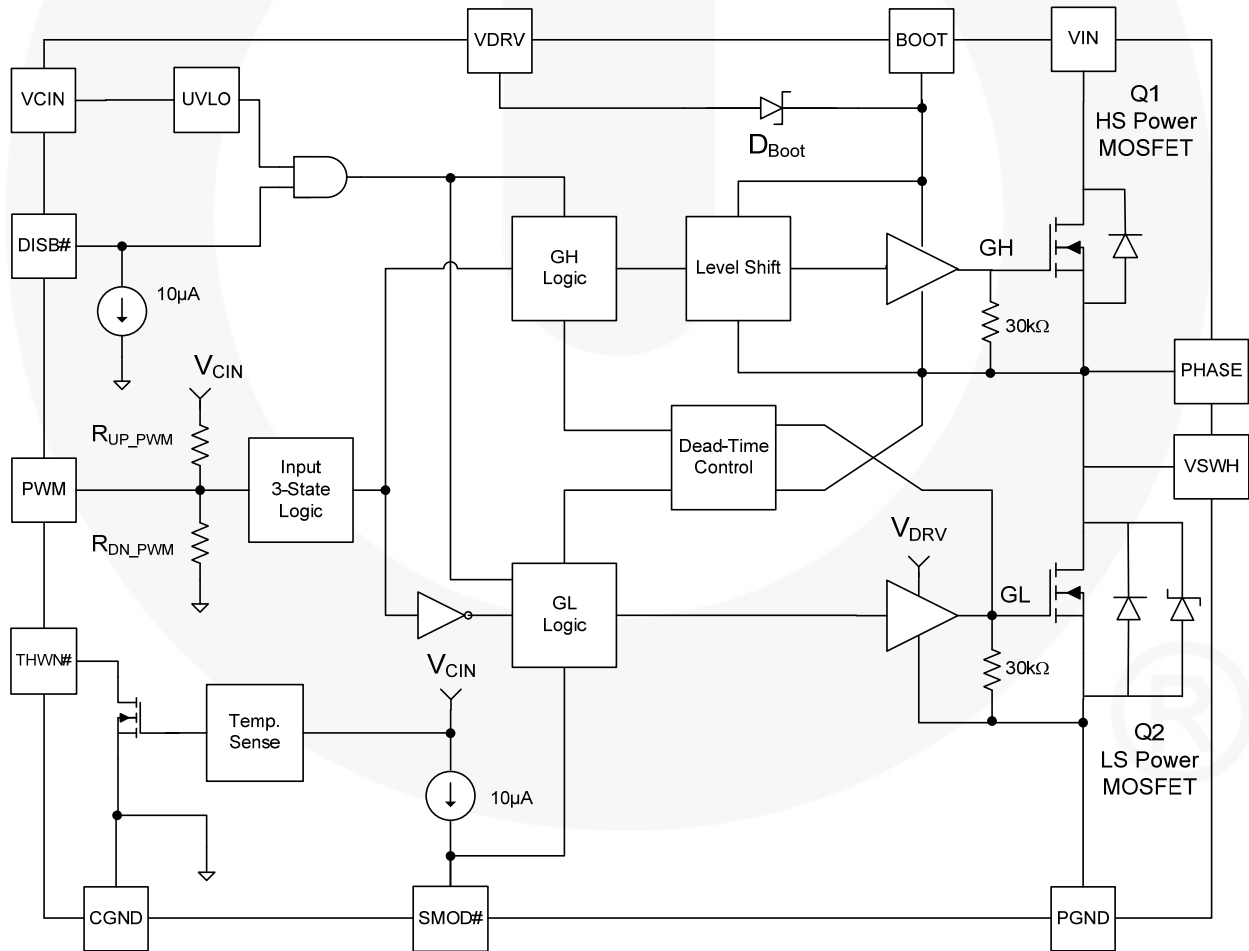 VDRV
BOOT
VIN
VCIN
UVLO
Q1
HS Power
MOSFET
D_Boot
DISB#
10µA
GH
Logic
Level Shift
GH
30kΩ
V_CIN
PHASE
R_UP_PWM
Dead-Time
Control
VSWH
PWM
Input
3-State
Logic
R_DN_PWM
V_DRV
GL
Logic
GL
THWN#
V_CIN
30kΩ
Temp.
Sense
10µA
Q2
LS Power
MOSFET
CGND
SMOD#
PGND
®